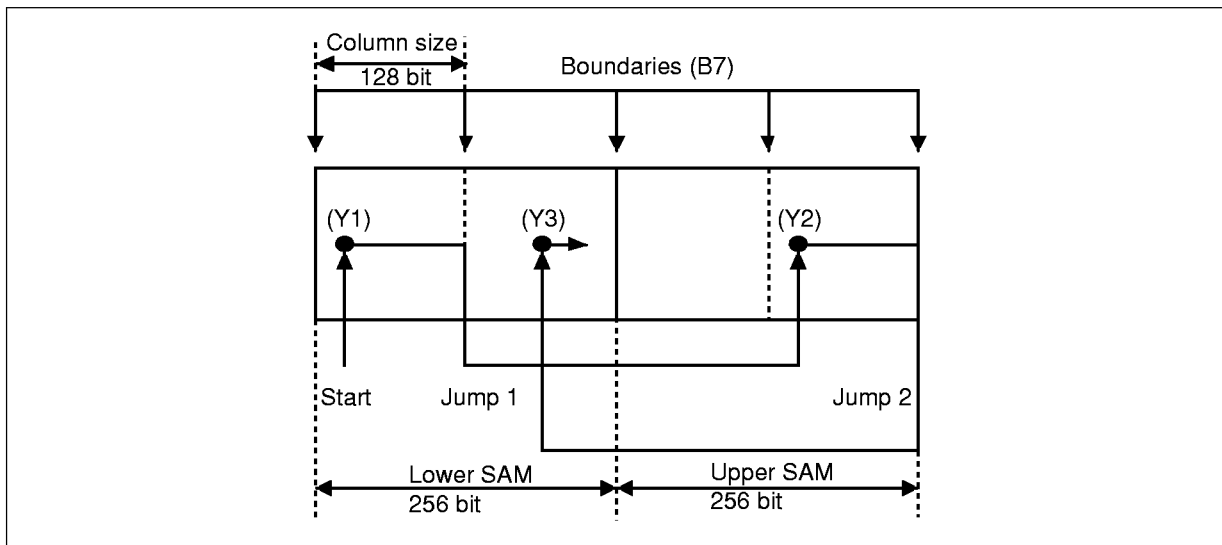 Column size
128 bit
Boundaries (B7)
(Y1)
(Y3)
(Y2)
Start
Jump 1
Jump 2
Lower SAM
256 bit
Upper SAM
256 bit